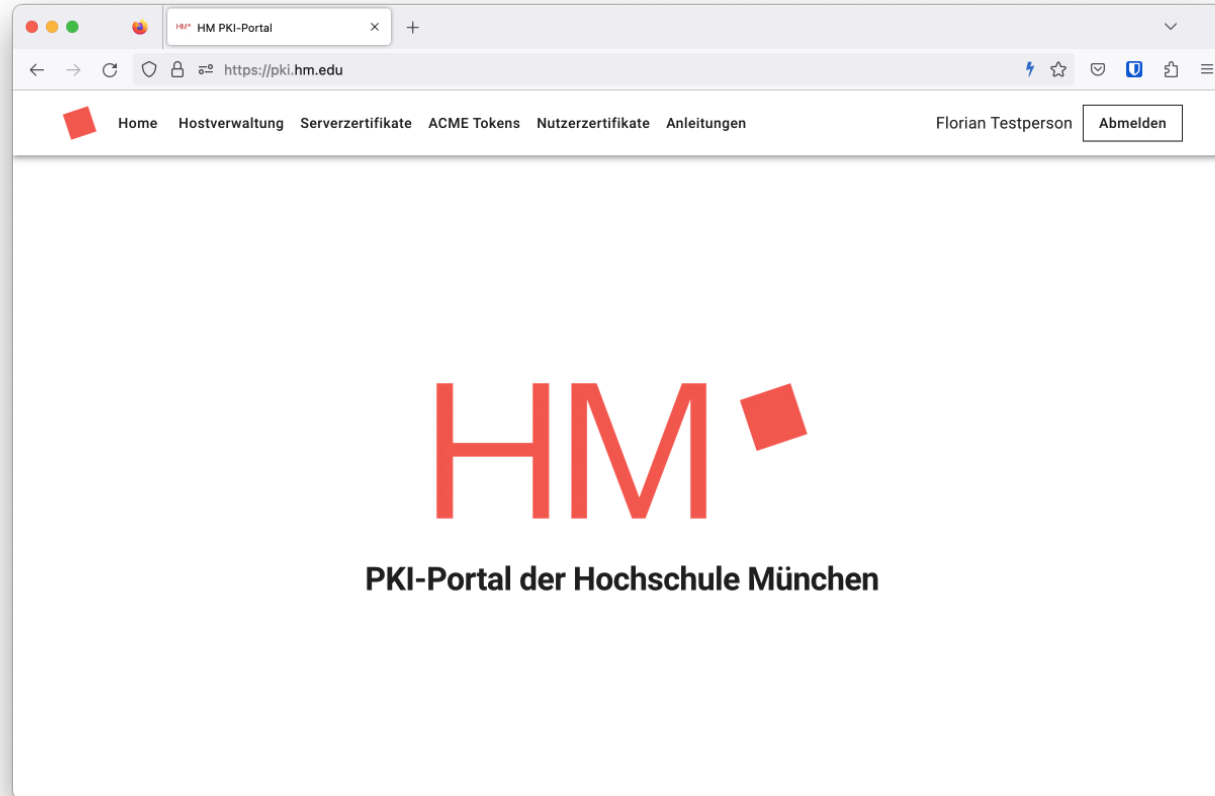 HM HM PKI-Portal
https://pki.hm.edu
Home Hostverwaltung Serverzertifikate ACME Tokens Nutzerzertifikate Anleitungen Florian Testperson Abmelden
HM
PKI-Portal der Hochschule München